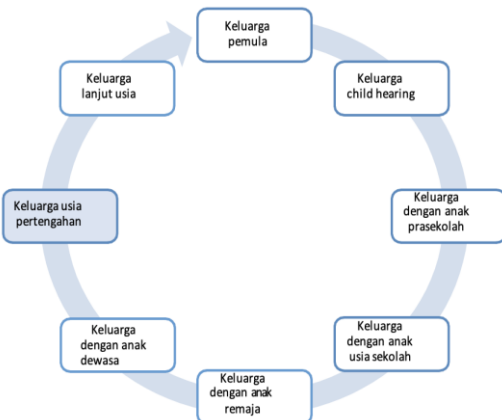 Keluarga
pemula
Keluarga
child hearing
Keluarga
dengan anak
prasekolah
Keluarga
dengan anak
usia sekolah
Keluarga
dengan anak
remaja
Keluarga
dengan anak
dewasa
Keluarga usia
pertengahan
Keluarga
lanjut usia